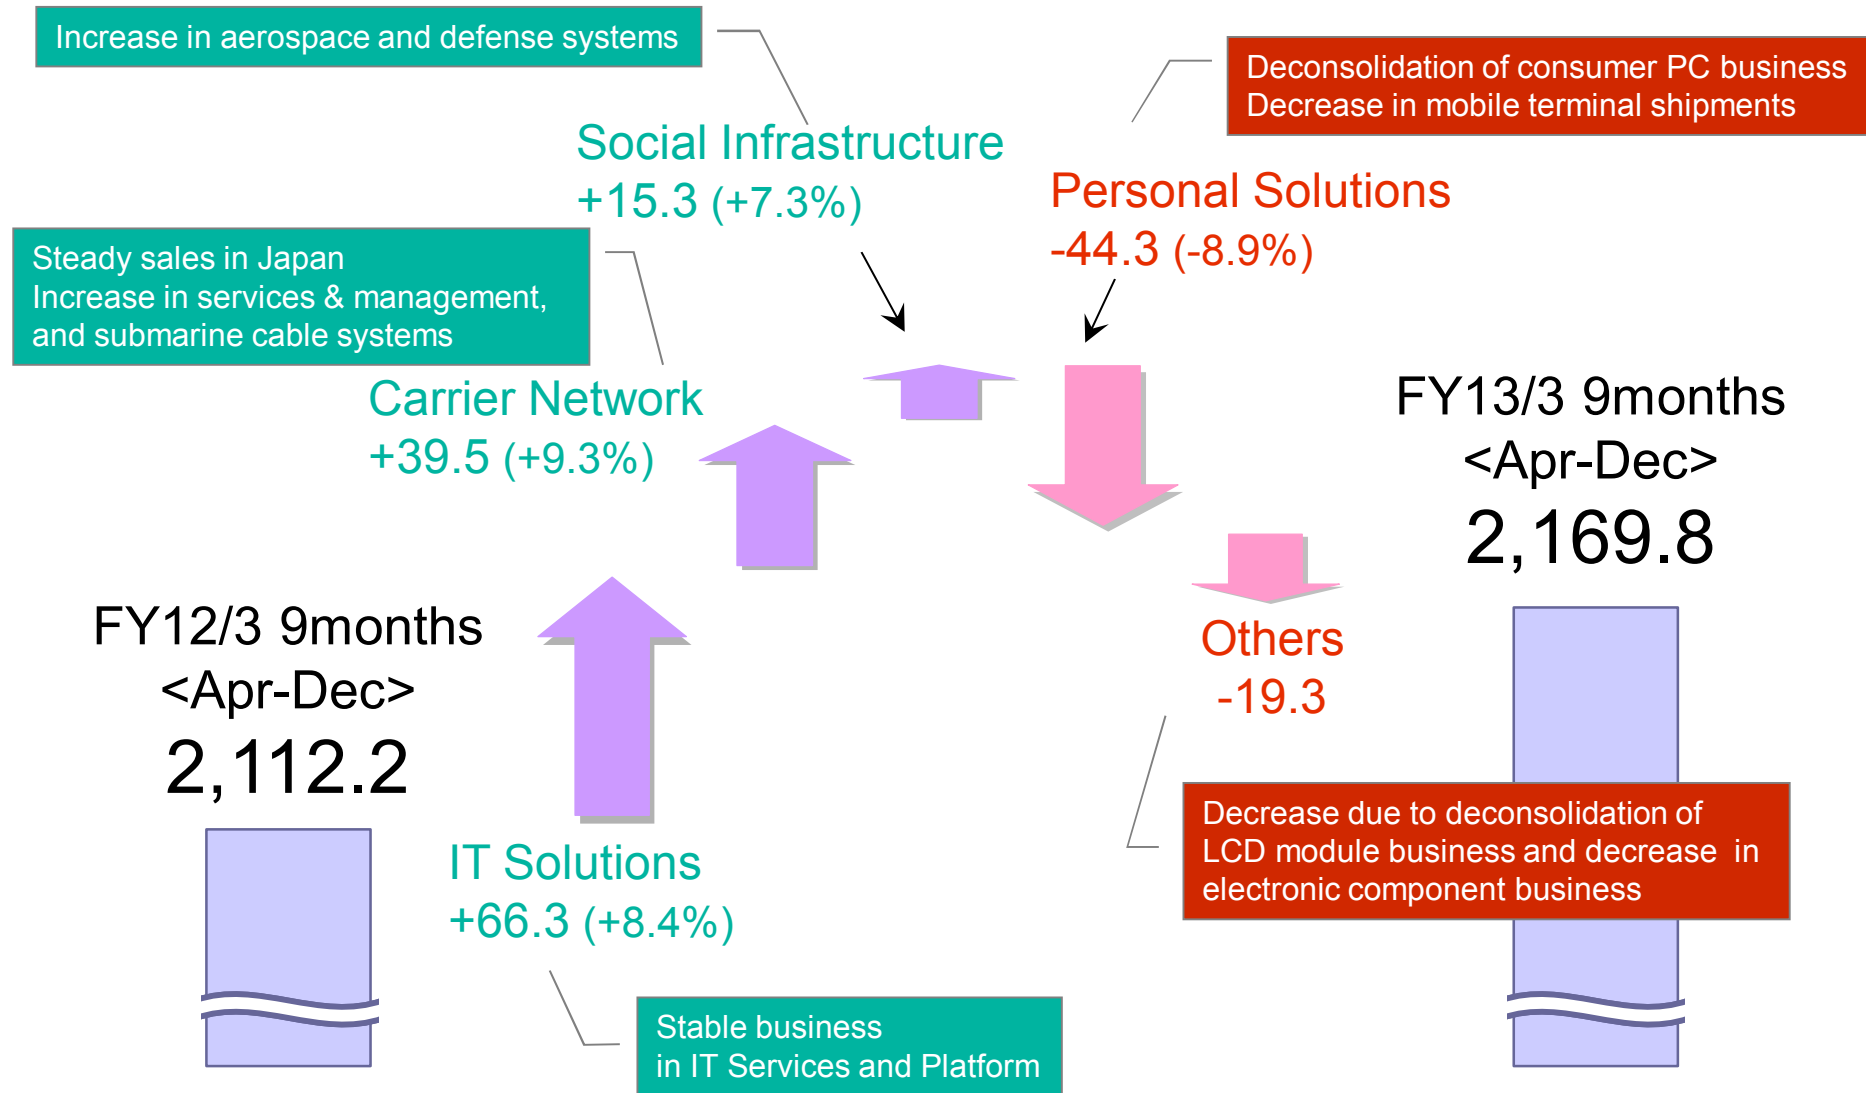 Increase in aerospace and defense systems
Deconsolidation of consumer PC business
Decrease in mobile terminal shipments
Social Infrastructure
+15.3 (+7.3%)
Personal Solutions
-44.3 (-8.9%)
Steady sales in Japan
Increase in services & management,
and submarine cable systems
Carrier Network
+39.5 (+9.3%)
FY13/3 9months
<Apr-Dec>
2,169.8
FY12/3 9months
<Apr-Dec>
2,112.2
Others
-19.3
Decrease due to deconsolidation of
LCD module business and decrease in
electronic component business
IT Solutions
+66.3 (+8.4%)
Stable business
in IT Services and Platform